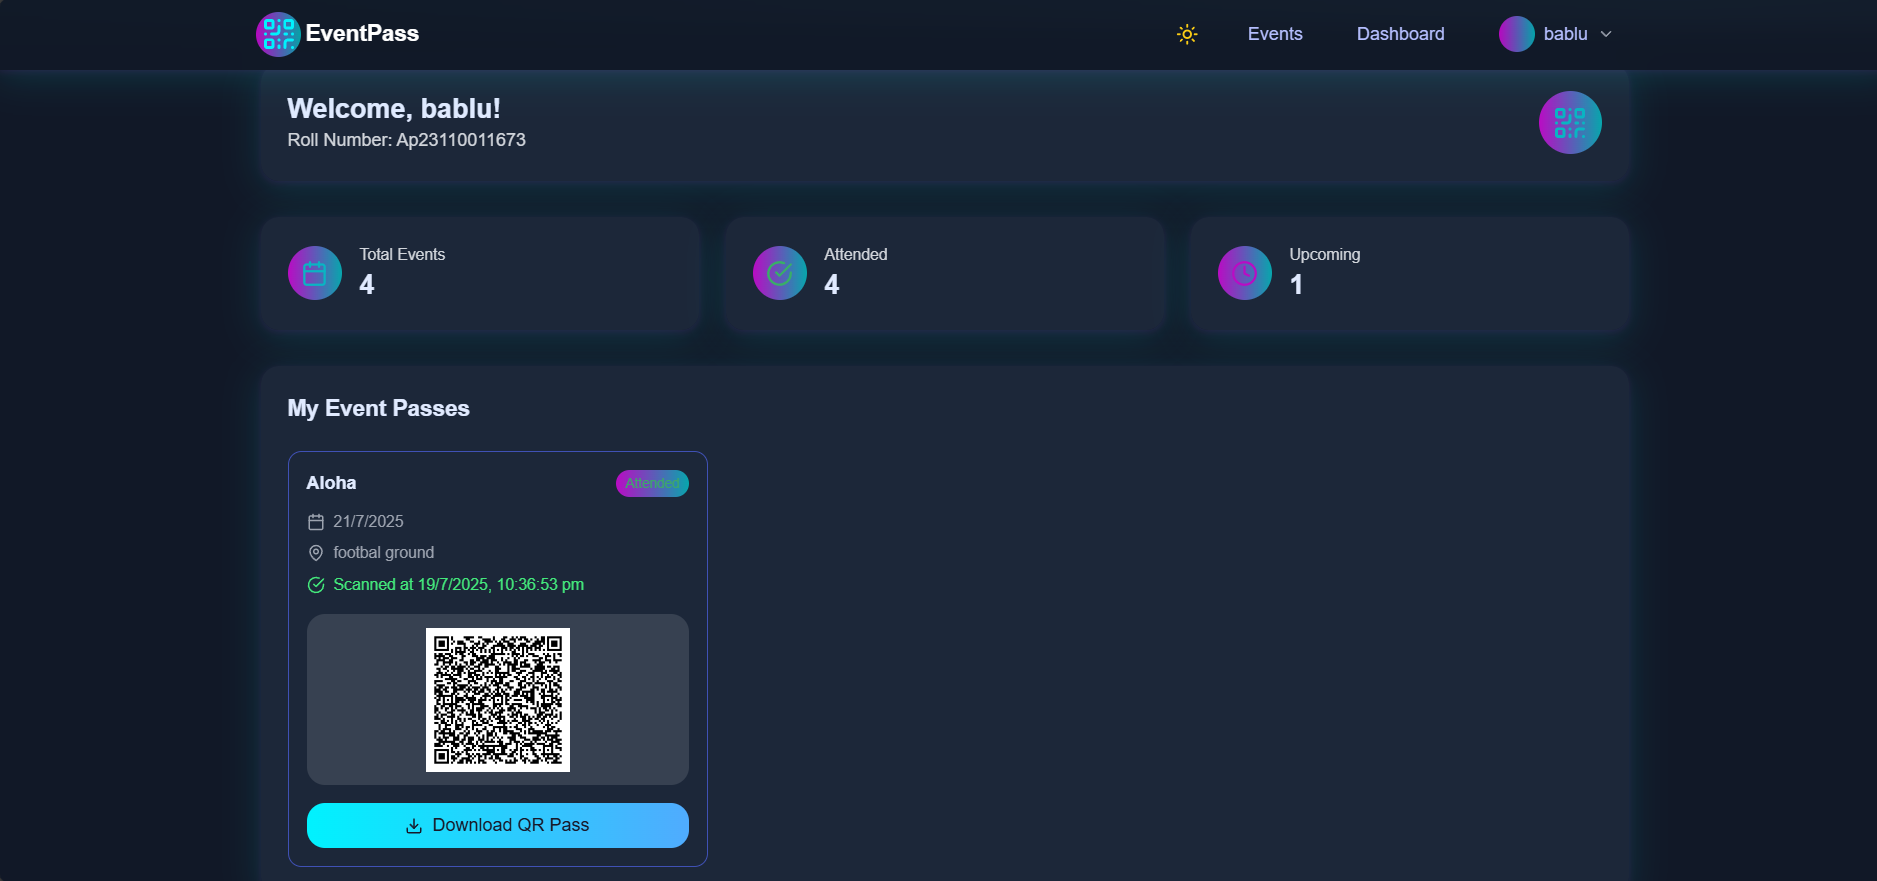 EventPass
Events
Dashboard
bablu
Welcome, bablu!
Roll Number: Ap23110011673
Total Events
4
Attended
4
Upcoming
1
My Event Passes
Aloha
Attended
21/7/2025
footbal ground
Scanned at 19/7/2025, 10:36:53 pm
Download QR Pass